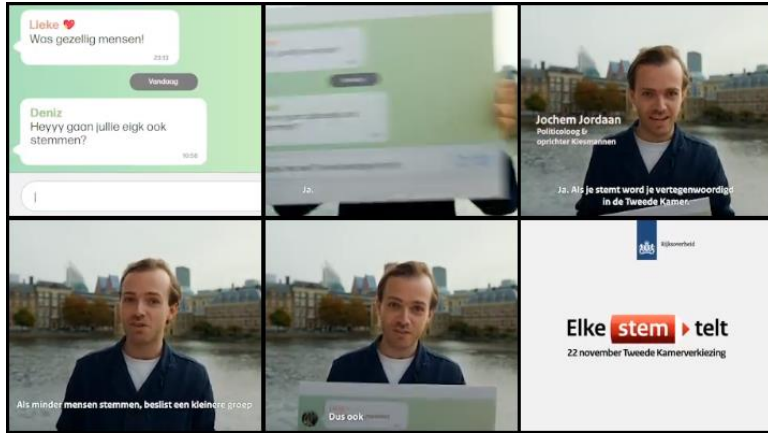 Lieke ❤
Was gezellig mensen!
23:13
Vandaag
Deniz
Heyyy gaan jullie eigk ook
stemmen?
Ja.
Jochem Jordaan
Politicoloog &
oprichter Kiesmannen
Ja. Als je stemt word je vertegenwoordigd
in de Tweede Kamer.
Als minder mensen stemmen, beslist een kleinere groep
Dus ook
Rijksoverheid
Elke stem telt
22 november Tweede Kamerverkiezing